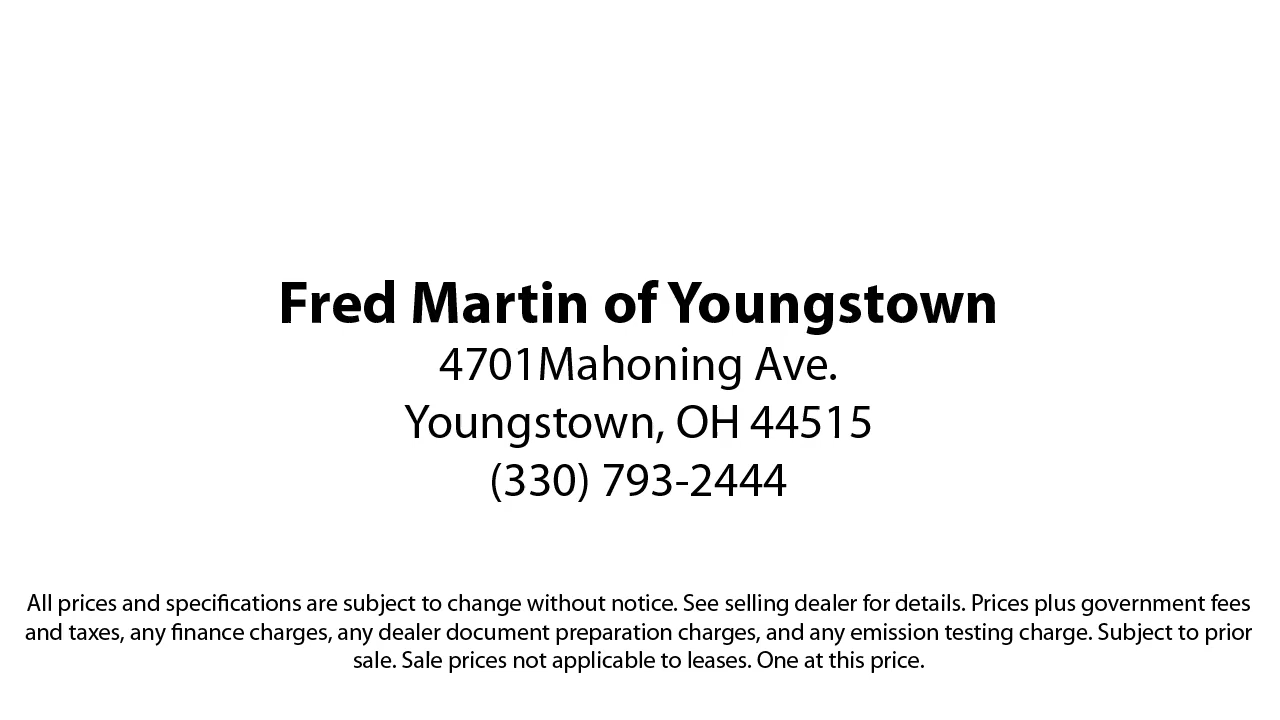 Fred Martin of Youngstown
4701Mahoning Ave.
Youngstown, OH 44515
(330) 793-2444
All prices and specifications are subject to change without notice. See selling dealer for details. Prices plus government fees
and taxes, any finance charges, any dealer document preparation charges, and any emission testing charge. Subject to prior
sale. Sale prices not applicable to leases. One at this price.